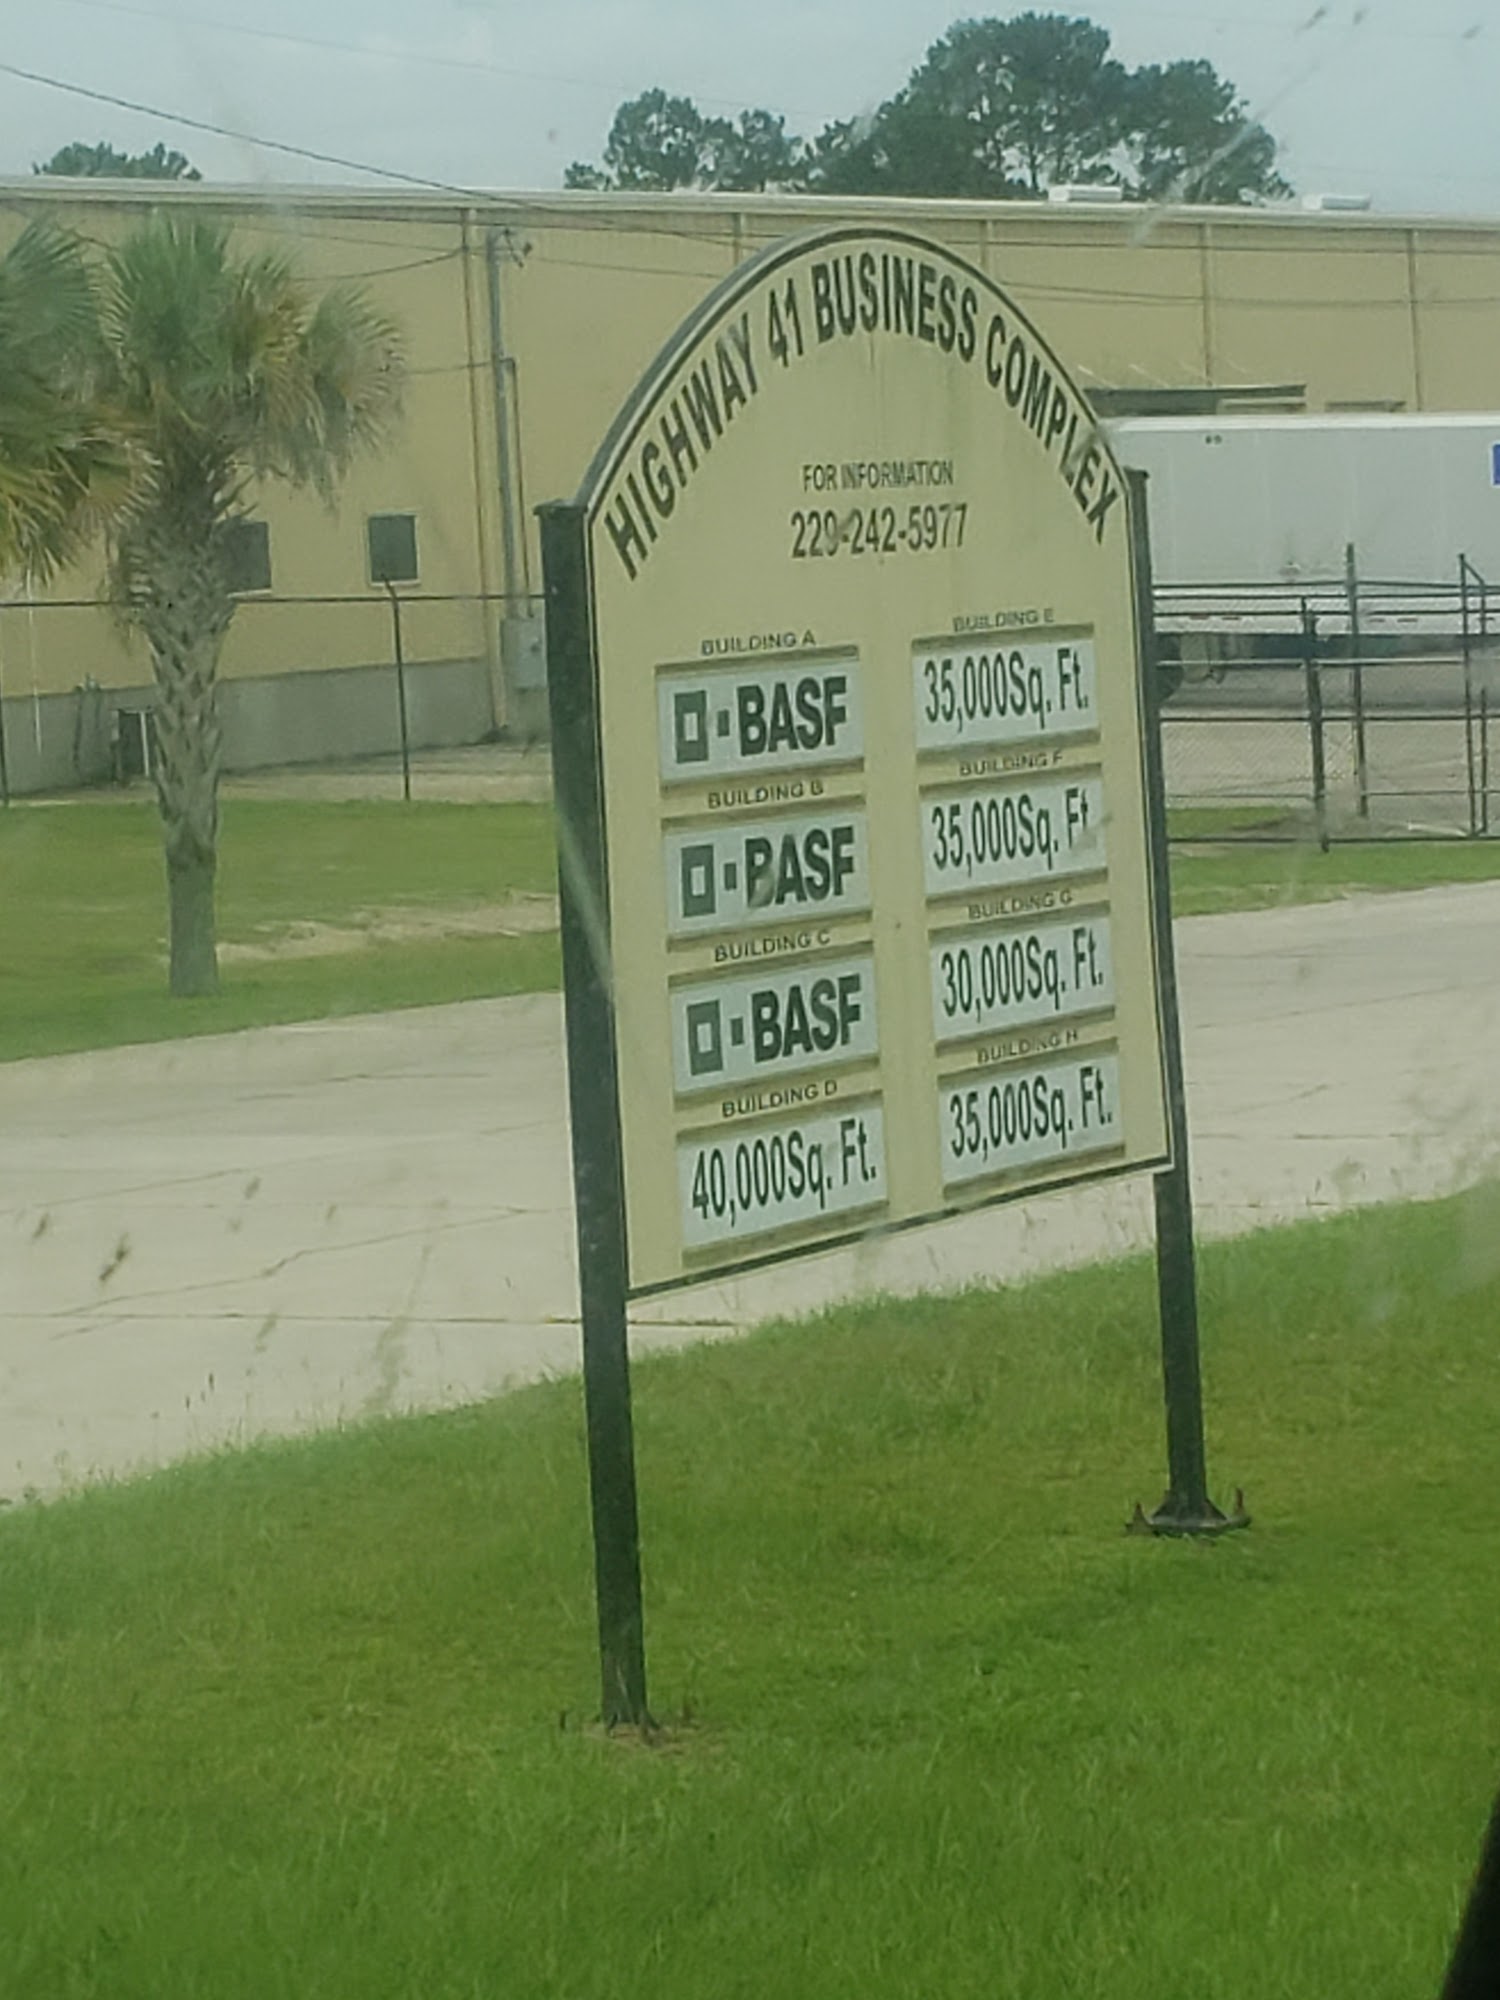 HIGHWAY 41 BUSINESS COMPLEX
FOR INFORMATION
229-242-5977
BUILDING A
BASF
BUILDING B
BASF
BUILDING C
BASF
BUILDING D
40,000Sq. Ft.
BUILDING E
35,000Sq. Ft.
BUILDING F
35,000Sq. Ft.
BUILDING G
30,000Sq. Ft.
BUILDING H
35,000Sq. Ft.